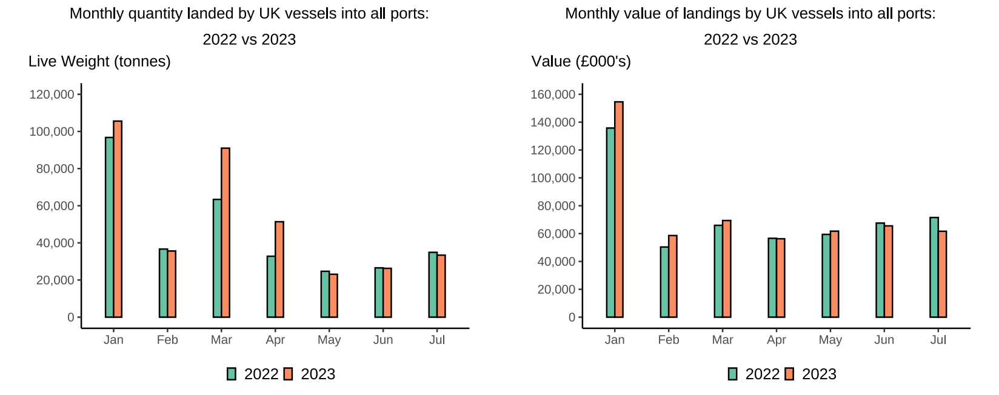 Monthly quantity landed by UK vessels into all ports:
2022 vs 2023
Live Weight (tonnes)
120,000
100,000
80,000
60,000
40,000
20,000
0
Jan Feb Mar Apr May Jun Jul
2022 2023
Monthly value of landings by UK vessels into all ports:
2022 vs 2023
Value (£000's)
160,000
140,000
120,000
100,000
80,000
60,000
40,000
20,000
0
Jan Feb Mar Apr May Jun Jul
2022 2023